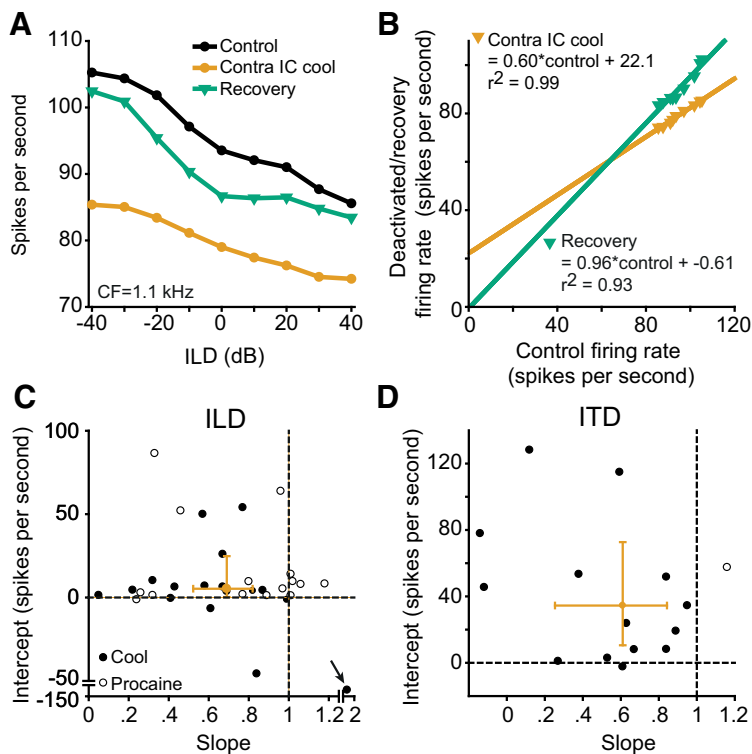 A
110
100
90
80
70
Spikes per second
Control
Contra IC cool
Recovery
CF=1.1 kHz
-40
-20
0
20
40
ILD (dB)
B
Deactivated/recovery
firing rate (spikes per second)
80
40
0
Contra IC cool
= 0.60*control + 22.1
r2 = 0.99
Recovery
= 0.96*control + -0.61
r2 = 0.93
0
40
80
120
Control firing rate
(spikes per second)
C
ILD
Intercept (spikes per second)
100
50
0
-50
-150
Cool
Procaine
0
.2
.4
.6
.8
1
1.2
2
Slope
D
ITD
Intercept (spikes per second)
120
80
40
0
0
.2
.4
.6
.8
1
1.2
Slope